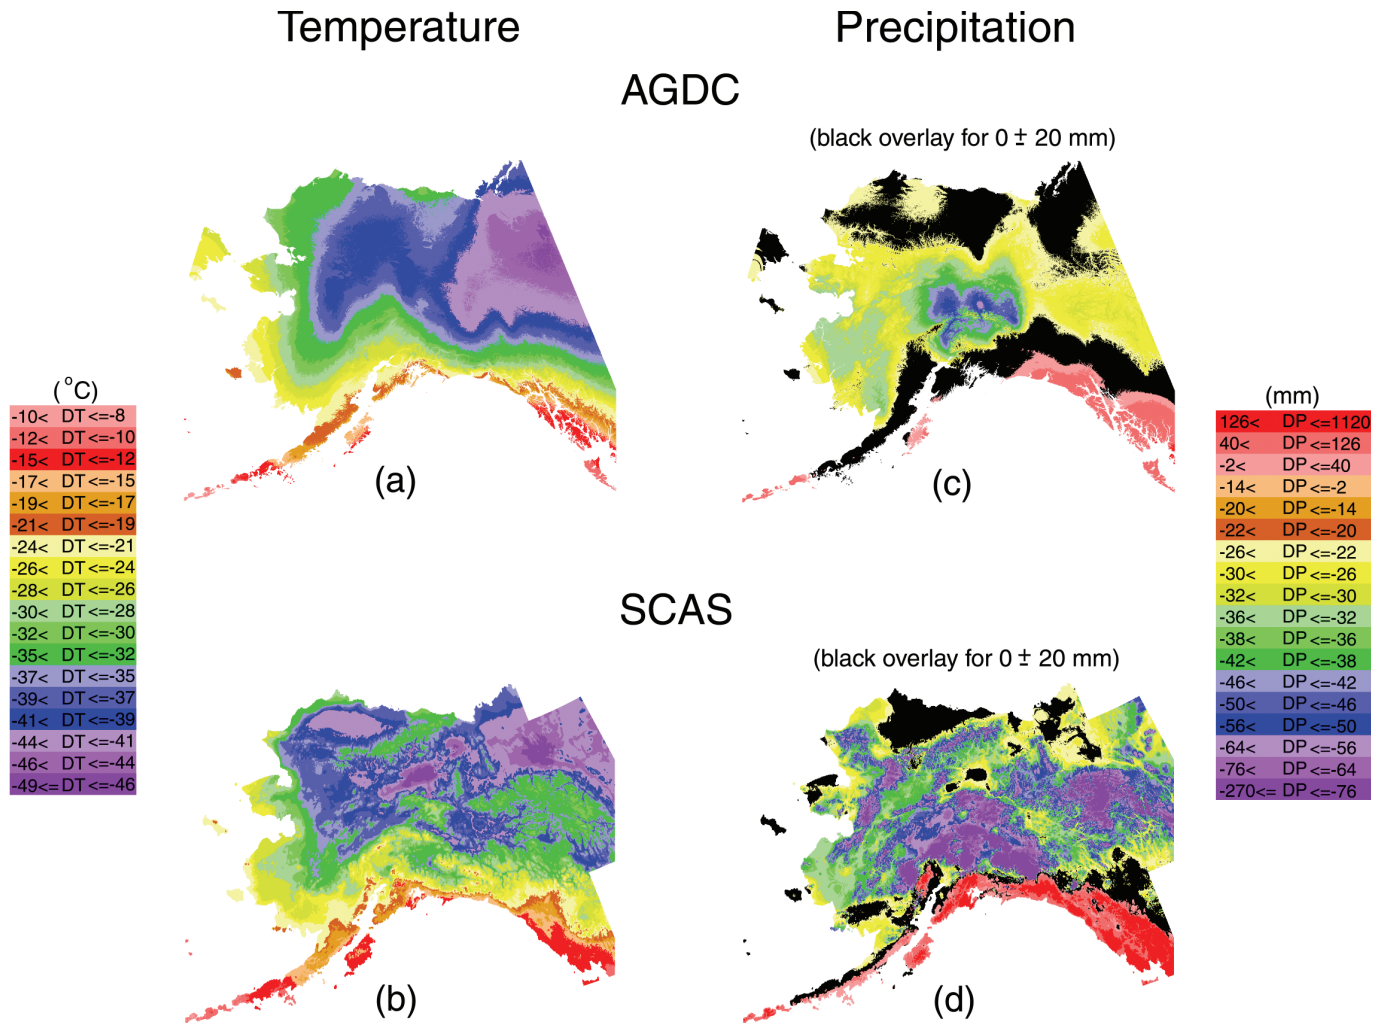 Temperature
Precipitation
AGDC
(black overlay for 0 ± 20 mm)
(a)
(c)
(°C)
-10< DT <=-8
-12< DT <=-10
-15< DT <=-12
-17< DT <=-15
-19< DT <=-17
-21< DT <=-19
-24< DT <=-21
-26< DT <=-24
-28< DT <=-26
-30< DT <=-28
-32< DT <=-30
-35< DT <=-32
-37< DT <=-35
-39< DT <=-37
-41< DT <=-39
-44< DT <=-41
-46< DT <=-44
-49<= DT <=-46
(mm)
126< DP <=1120
40< DP <=126
-2< DP <=40
-14< DP <=-2
-20< DP <=-14
-22< DP <=-20
-26< DP <=-22
-30< DP <=-26
-32< DP <=-30
-36< DP <=-32
-38< DP <=-36
-42< DP <=-38
-46< DP <=-42
-50< DP <=-46
-56< DP <=-50
-64< DP <=-56
-76< DP <=-64
-270<= DP <=-76
SCAS
(black overlay for 0 ± 20 mm)
(b)
(d)